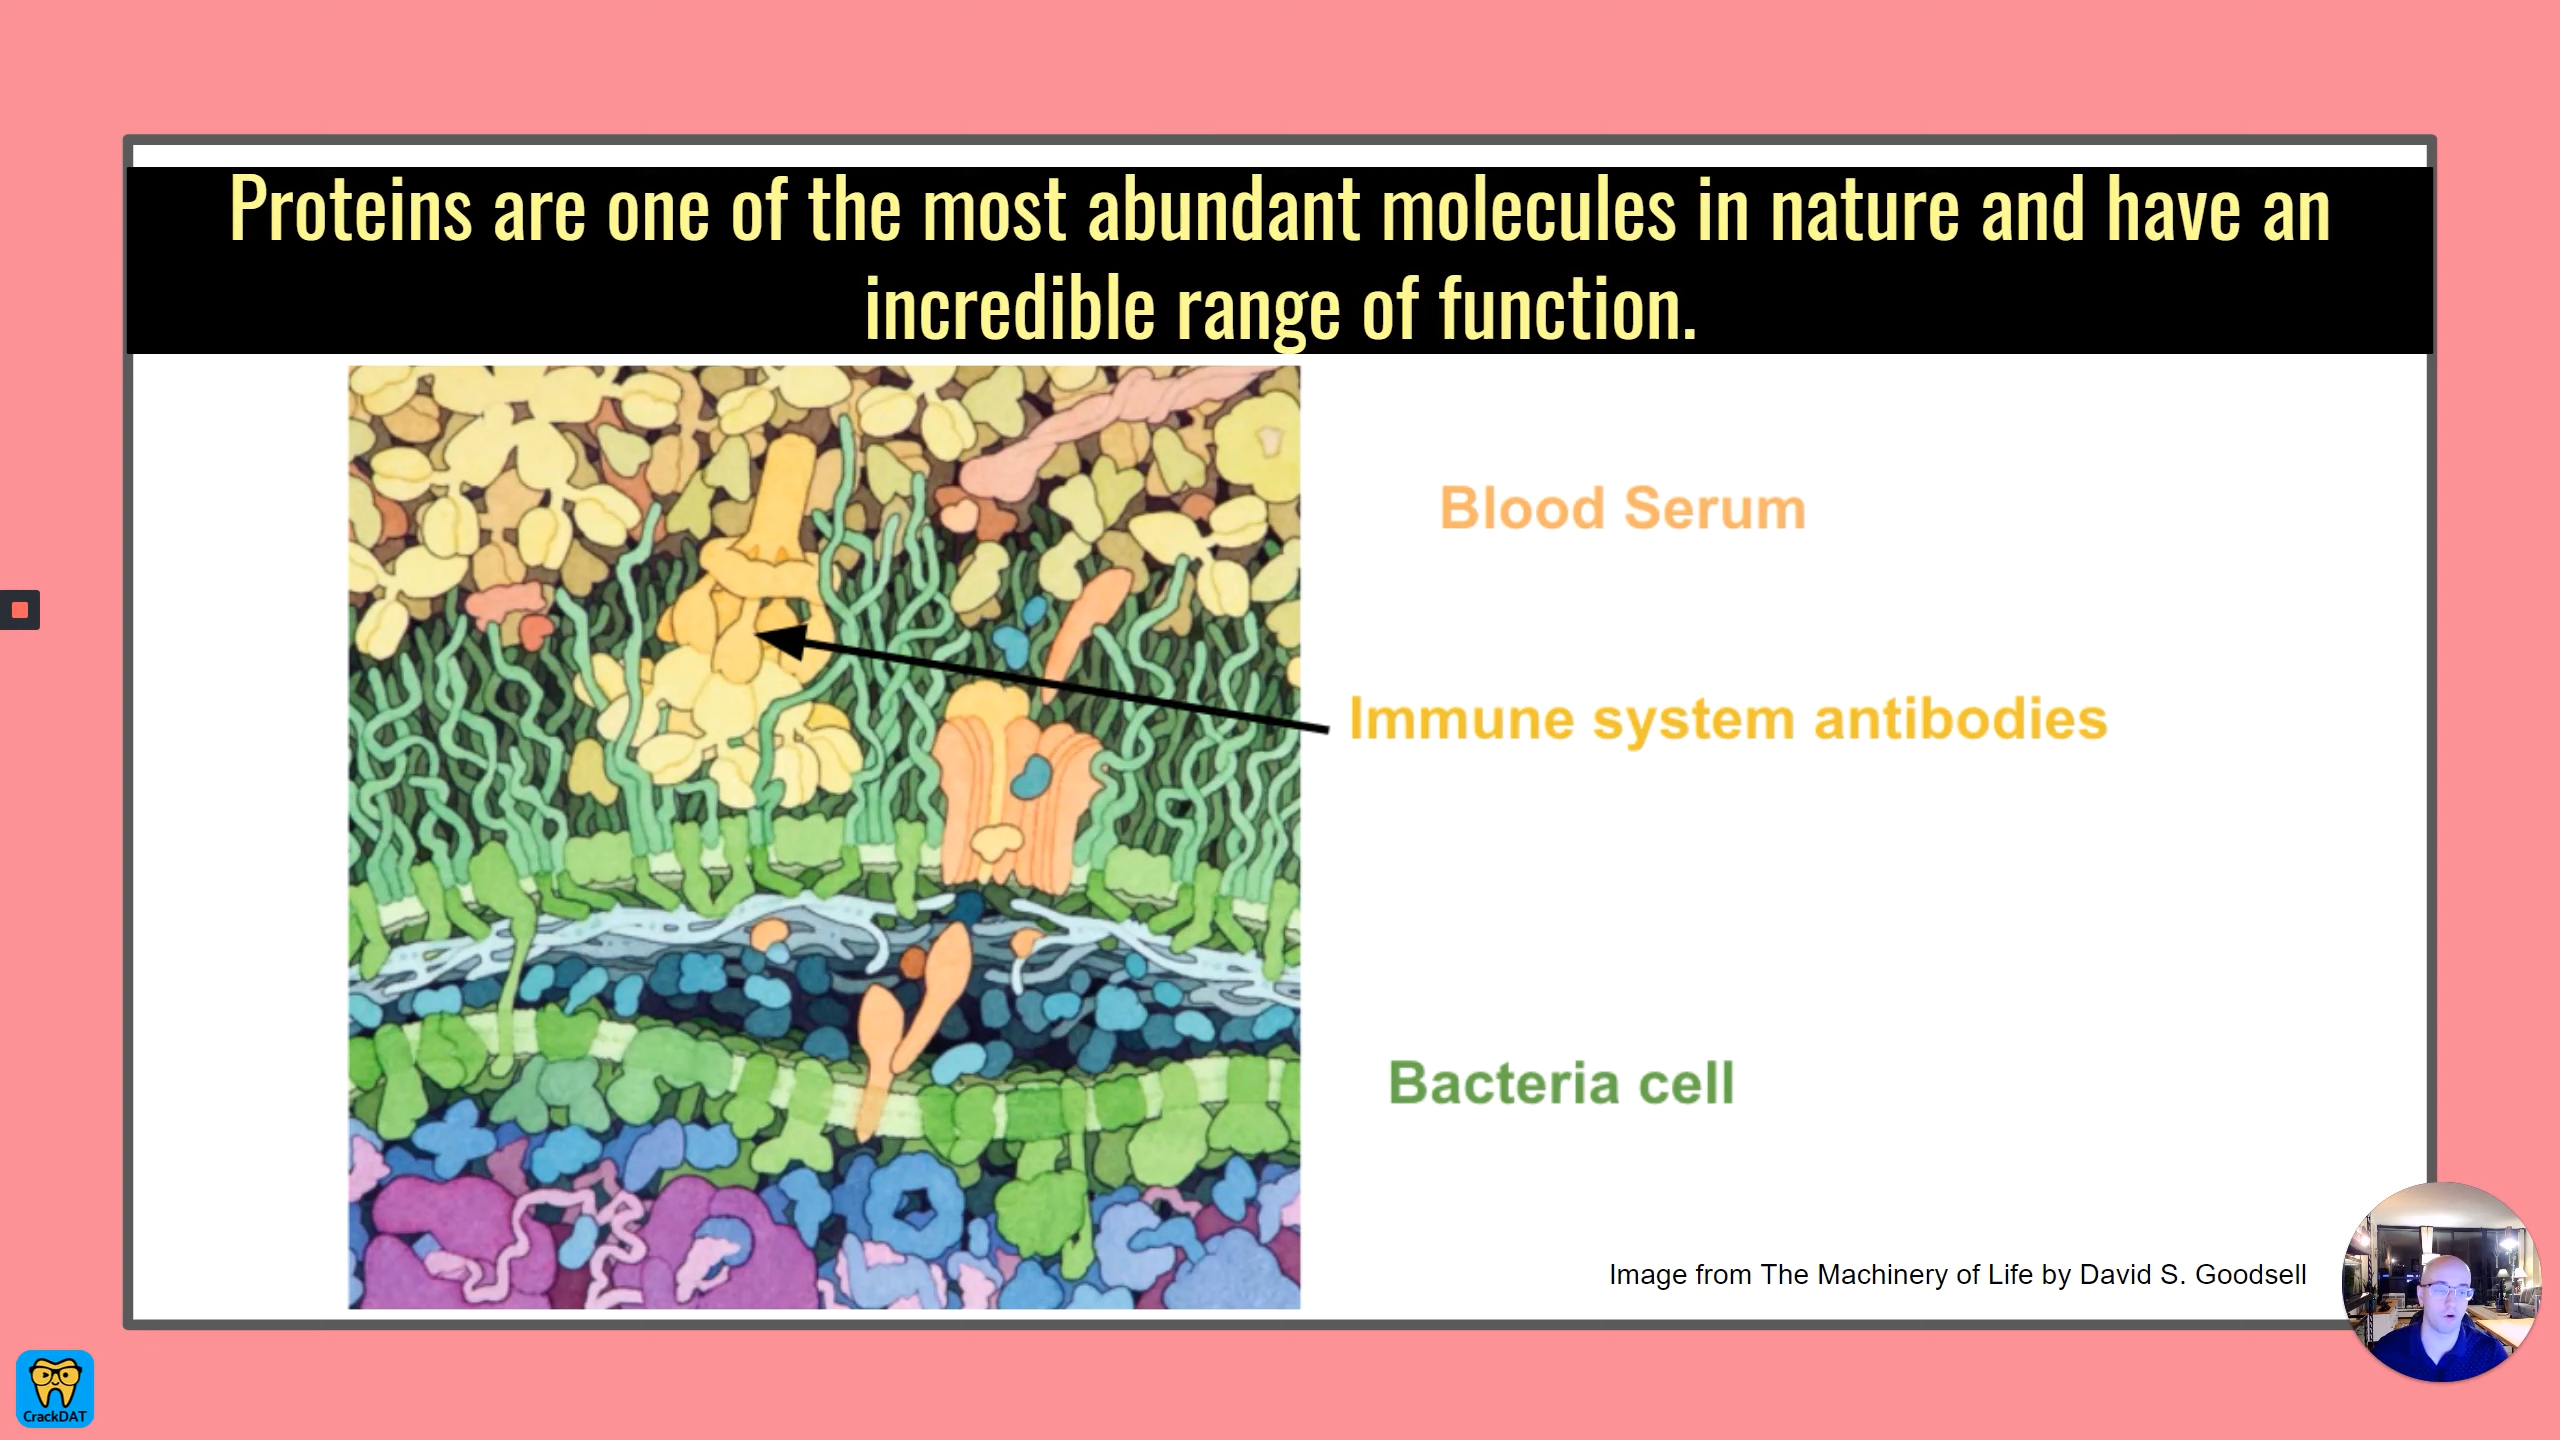 Proteins are one of the most abundant molecules in nature and have an
incredible range of function.
Blood Serum
Immune system antibodies
Bacteria cell
Image from The Machinery of Life by David S. Goodsell
CrackDAT